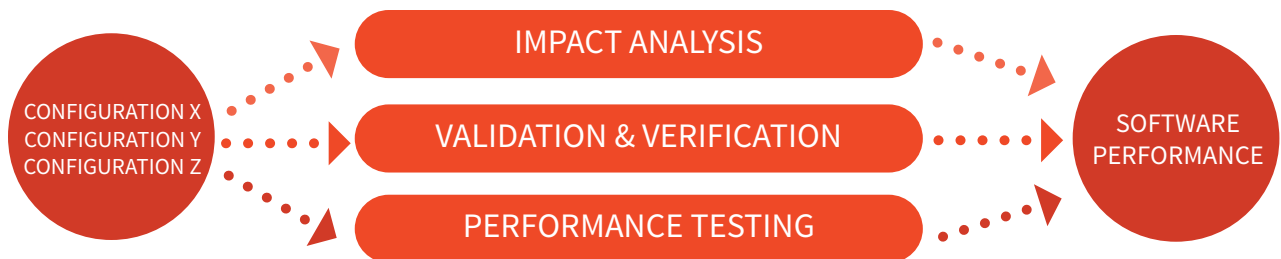 CONFIGURATION X
CONFIGURATION Y
CONFIGURATION Z
IMPACT ANALYSIS
VALIDATION & VERIFICATION
PERFORMANCE TESTING
SOFTWARE
PERFORMANCE